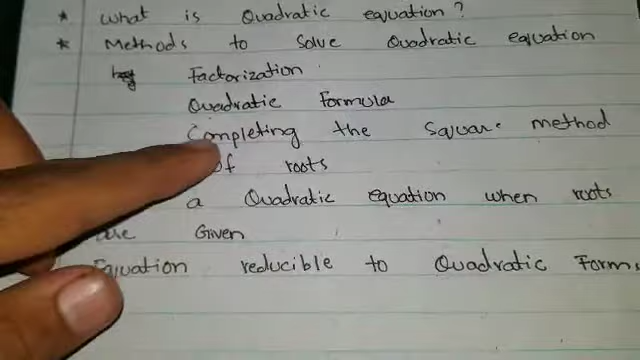 * What is Quadratic equation?
* Methods to solve Quadratic equation
Factorization
Quadratic Formula
Completing the square method
of roots
a Quadratic equation when roots
are Given
Equation reducible to Quadratic Form.